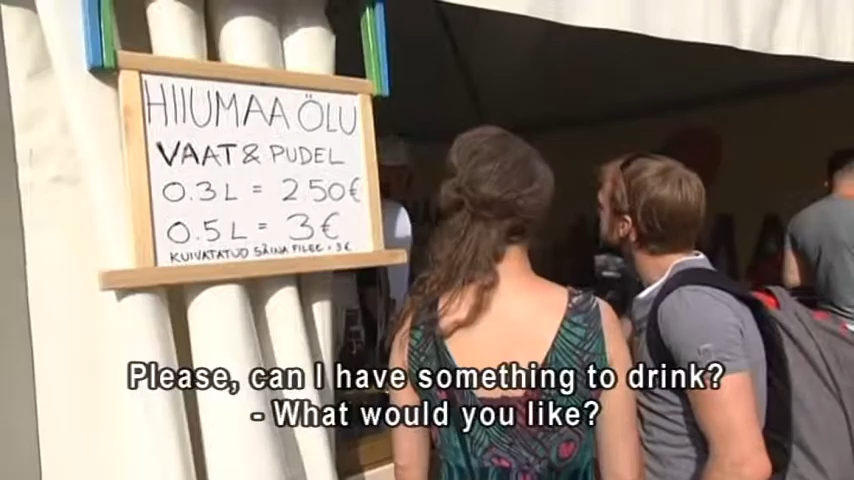 HIIUMAA ÕLU
VAAT & PUDEL
0.3L = 2.50€
0.5L = 3€
KUIVATATUD SÄINA FILEE = 3€
Please, can I have something to drink?
- What would you like?